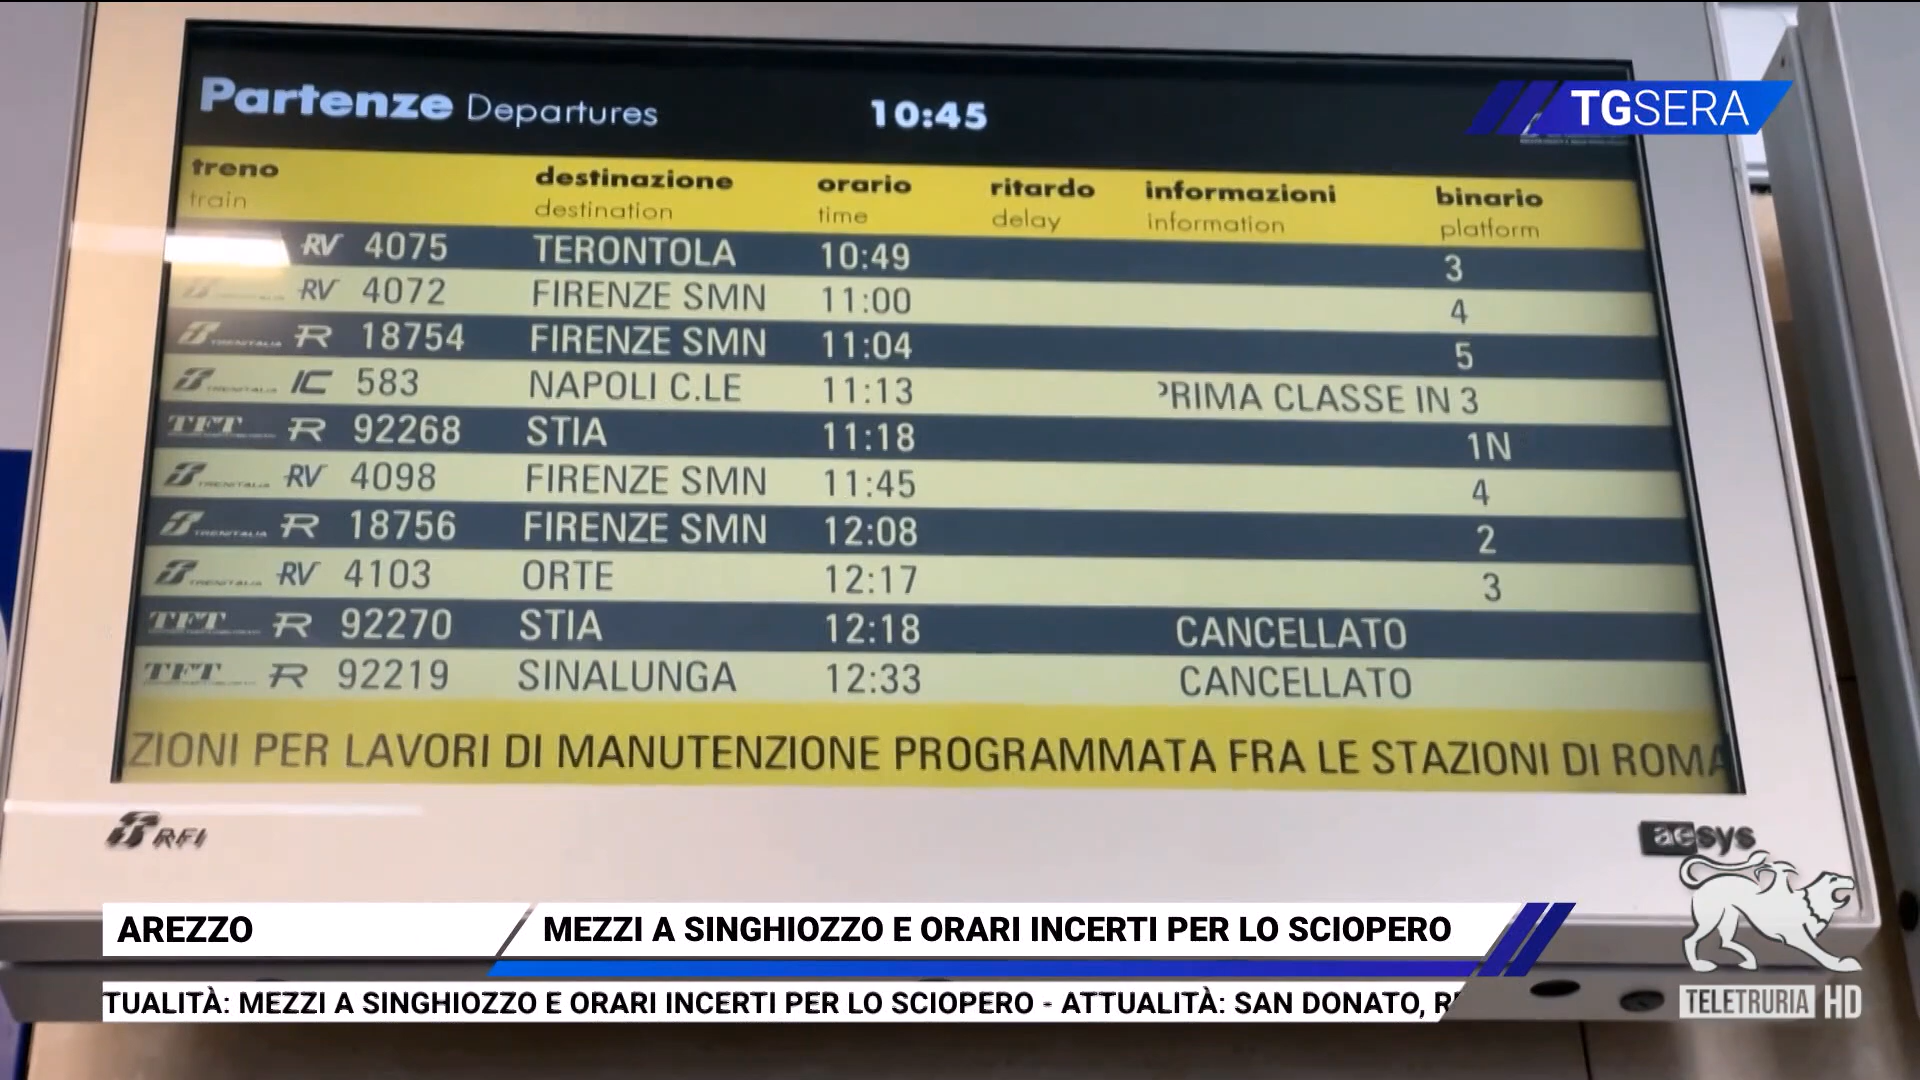 Partenze Departures 10:45
TGSERA
treno destinazione orario ritardo informazioni binario
train destination time delay information platform
RV 4075 TERONTOLA 10:49 3
RV 4072 FIRENZE SMN 11:00 4
TRENITALIA R 18754 FIRENZE SMN 11:04 5
TRENITALIA IC 583 NAPOLI C.LE 11:13 PRIMA CLASSE IN 3
TFT R 92268 STIA 11:18 1N
TRENITALIA RV 4098 FIRENZE SMN 11:45 4
TRENITALIA R 18756 FIRENZE SMN 12:08 2
TRENITALIA RV 4103 ORTE 12:17 3
TFT R 92270 STIA 12:18 CANCELLATO
TFT R 92219 SINALUNGA 12:33 CANCELLATO
ZIONI PER LAVORI DI MANUTENZIONE PROGRAMMATA FRA LE STAZIONI DI ROMA
RFI aesys
AREZZO MEZZI A SINGHIOZZO E ORARI INCERTI PER LO SCIOPERO
TUALITÀ: MEZZI A SINGHIOZZO E ORARI INCERTI PER LO SCIOPERO - ATTUALITÀ: SAN DONATO, R
TELETRURIA HD